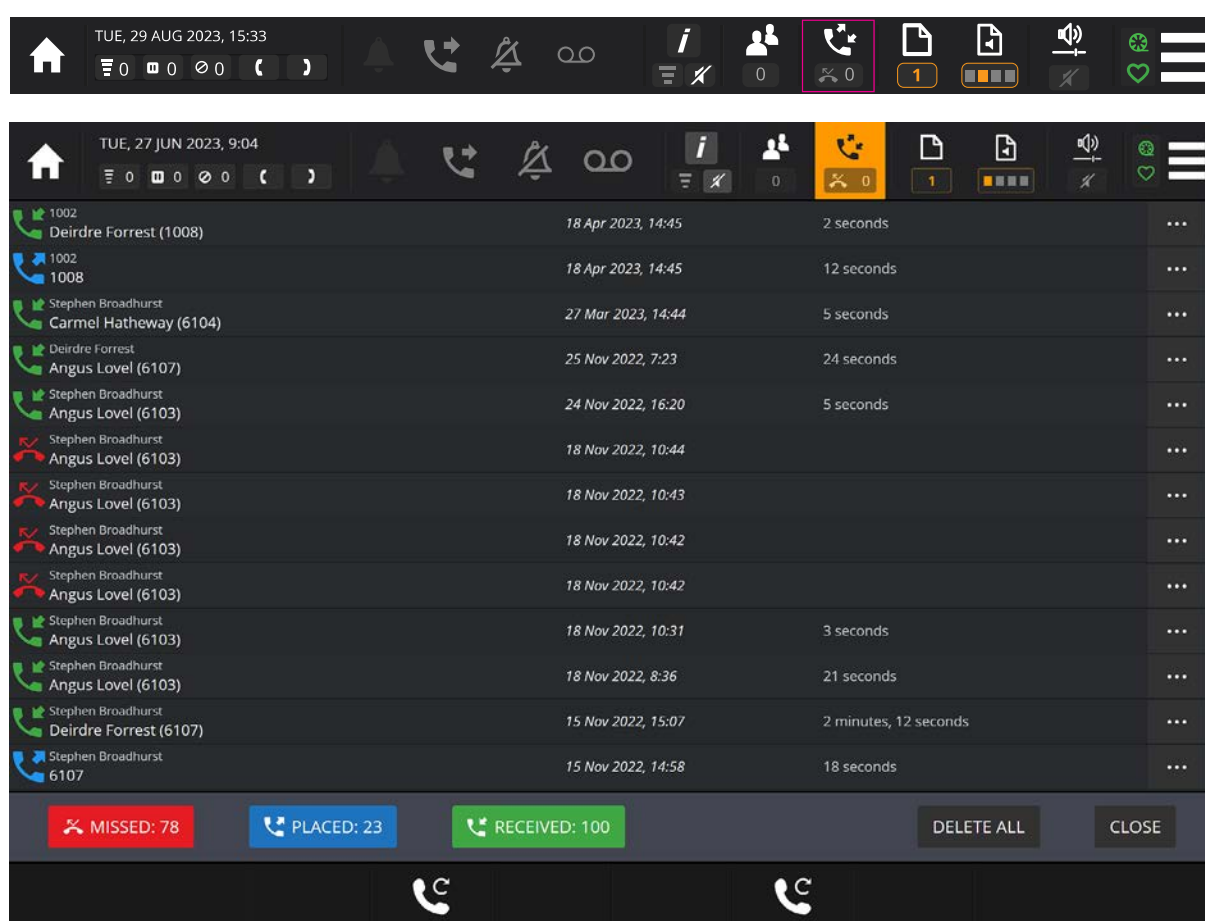 TUE, 29 AUG 2023, 15:33
0 0 0 ( )
i
0
0
1
TUE, 27 JUN 2023, 9:04
0 0 0 ( )
i
0
0
1
1002
Deirdre Forrest (1008) 18 Apr 2023, 14:45 2 seconds ...
1002
1008 18 Apr 2023, 14:45 12 seconds ...
Stephen Broadhurst
Carmel Hatheway (6104) 27 Mar 2023, 14:44 5 seconds ...
Deirdre Forrest
Angus Lovel (6107) 25 Nov 2022, 7:23 24 seconds ...
Stephen Broadhurst
Angus Lovel (6103) 24 Nov 2022, 16:20 5 seconds ...
Stephen Broadhurst
Angus Lovel (6103) 18 Nov 2022, 10:44 ...
Stephen Broadhurst
Angus Lovel (6103) 18 Nov 2022, 10:43 ...
Stephen Broadhurst
Angus Lovel (6103) 18 Nov 2022, 10:42 ...
Stephen Broadhurst
Angus Lovel (6103) 18 Nov 2022, 10:42 ...
Stephen Broadhurst
Angus Lovel (6103) 18 Nov 2022, 10:31 3 seconds ...
Stephen Broadhurst
Angus Lovel (6103) 18 Nov 2022, 8:36 21 seconds ...
Stephen Broadhurst
Deirdre Forrest (6107) 15 Nov 2022, 15:07 2 minutes, 12 seconds ...
Stephen Broadhurst
6107 15 Nov 2022, 14:58 18 seconds ...
MISSED: 78 PLACED: 23 RECEIVED: 100 DELETE ALL CLOSE